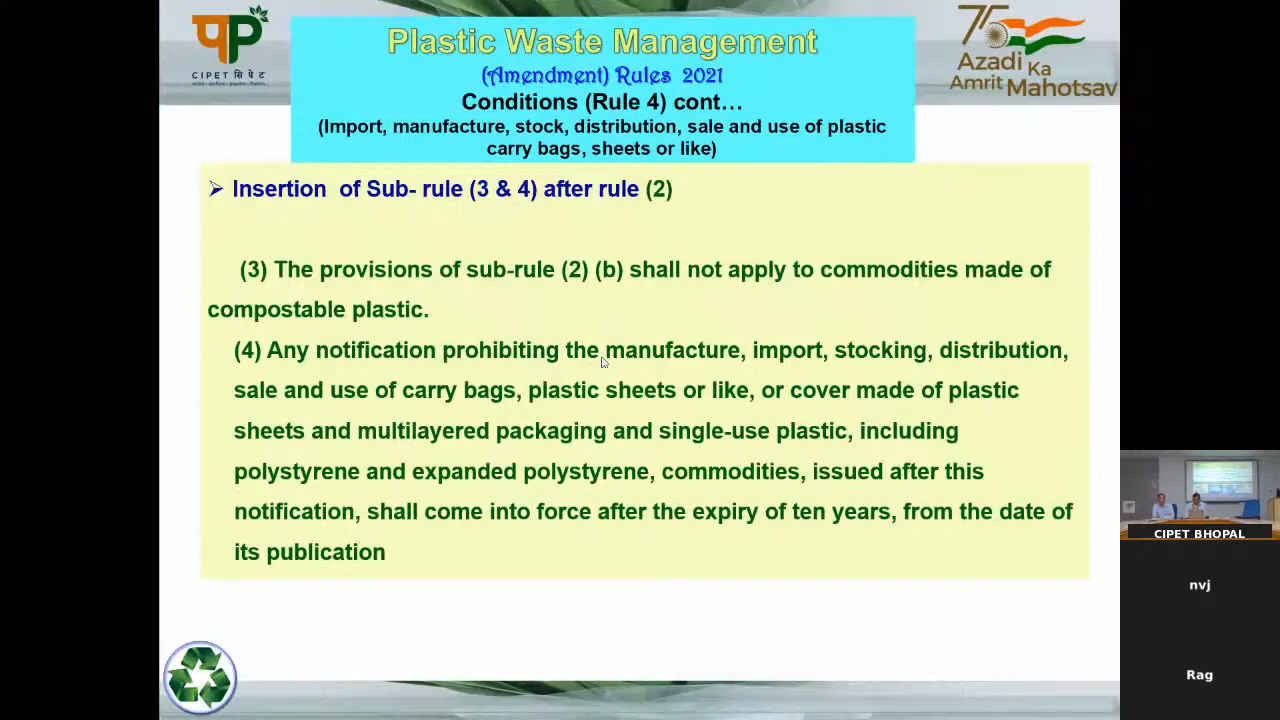 CIPET सिपेट
Plastic Waste Management
(Amendment) Rules 2021
Conditions (Rule 4) cont…
(Import, manufacture, stock, distribution, sale and use of plastic
carry bags, sheets or like)
75
Azadi Ka
Amrit Mahotsav
➢ Insertion of Sub- rule (3 & 4) after rule (2)
(3) The provisions of sub-rule (2) (b) shall not apply to commodities made of
compostable plastic.
(4) Any notification prohibiting the manufacture, import, stocking, distribution,
sale and use of carry bags, plastic sheets or like, or cover made of plastic
sheets and multilayered packaging and single-use plastic, including
polystyrene and expanded polystyrene, commodities, issued after this
notification, shall come into force after the expiry of ten years, from the date of
its publication
CIPET BHOPAL
nvj
Rag